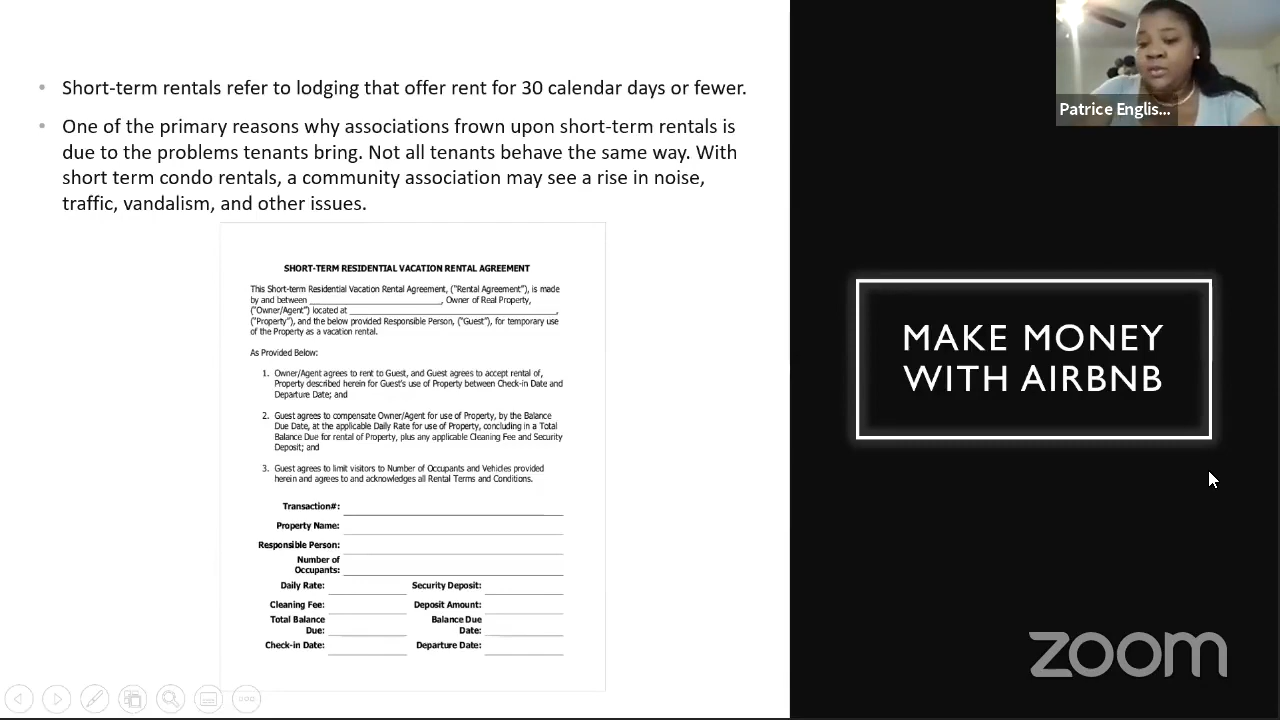 Short-term rentals refer to lodging that offer rent for 30 calendar days or fewer.
One of the primary reasons why associations frown upon short-term rentals is
due to the problems tenants bring. Not all tenants behave the same way. With
short term condo rentals, a community association may see a rise in noise,
traffic, vandalism, and other issues.
SHORT-TERM RESIDENTIAL VACATION RENTAL AGREEMENT
This Short-term Residential Vacation Rental Agreement, ("Rental Agreement"), is made
by and between ____________________________, Owner of Real Property,
("Owner/Agent") located at ____________________________________________,
("Property"), and the below provided Responsible Person, ("Guest"), for temporary use
of the Property as a vacation rental.
As Provided Below:
1. Owner/Agent agrees to rent to Guest, and Guest agrees to accept rental of,
Property described herein for Guest's use of Property between Check-in Date and
Departure Date; and
2. Guest agrees to compensate Owner/Agent for use of Property, by the Balance
Due Date, at the applicable Daily Rate for use of Property, concluding in a Total
Balance Due for rental of Property, plus any applicable Cleaning Fee and Security
Deposit; and
3. Guest agrees to limit visitors to Number of Occupants and Vehicles provided
herein and agrees to and acknowledges all Rental Terms and Conditions.
Transaction#:
Property Name:
Responsible Person:
Number of
Occupants:
Daily Rate: Security Deposit:
Cleaning Fee: Deposit Amount:
Total Balance Balance Due
Due: Date:
Check-in Date: Departure Date:
Patrice Englis...
MAKE MONEY
WITH AIRBNB
zoom